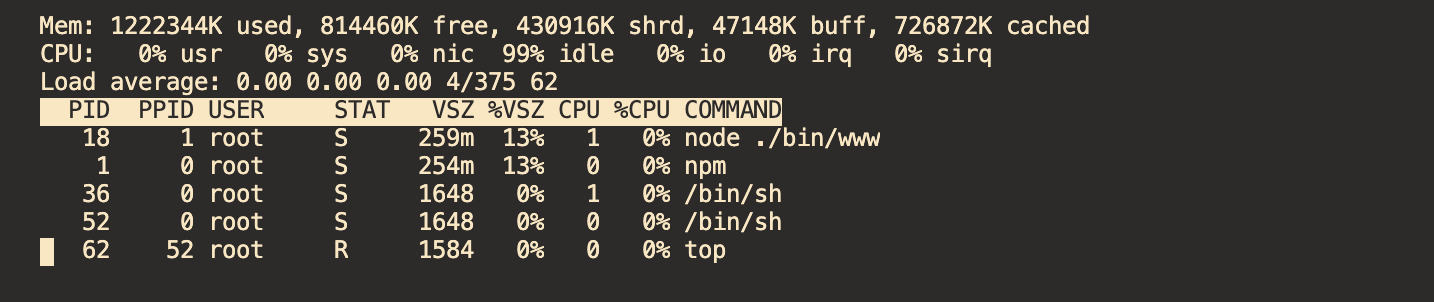 Mem: 1222344K used, 814460K free, 430916K shrd, 47148K buff, 726872K cached
CPU:   0% usr   0% sys   0% nic  99% idle   0% io   0% irq   0% sirq
Load average: 0.00 0.00 0.00 4/375 62
  PID  PPID USER     STAT   VSZ %VSZ CPU %CPU COMMAND
   18     1 root     S     259m  13%   1   0% node ./bin/www
    1     0 root     S     254m  13%   0   0% npm
   36     0 root     S     1648   0%   1   0% /bin/sh
   52     0 root     S     1648   0%   0   0% /bin/sh
   62    52 root     R     1584   0%   0   0% top